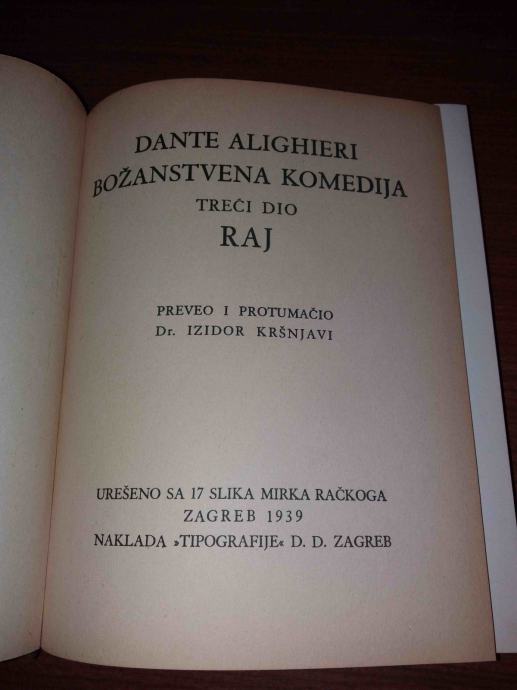 DANTE ALIGHIERI
BOŽANSTVENA KOMEDIJA
TREĆI DIO
RAJ
PREVEO I PROTUMAČIO
Dr. IZIDOR KRŠNJAVI
UREŠENO SA 17 SLIKA MIRKA RAČKOGA
ZAGREB 1939
NAKLADA »TIPOGRAFIJE« D. D. ZAGREB